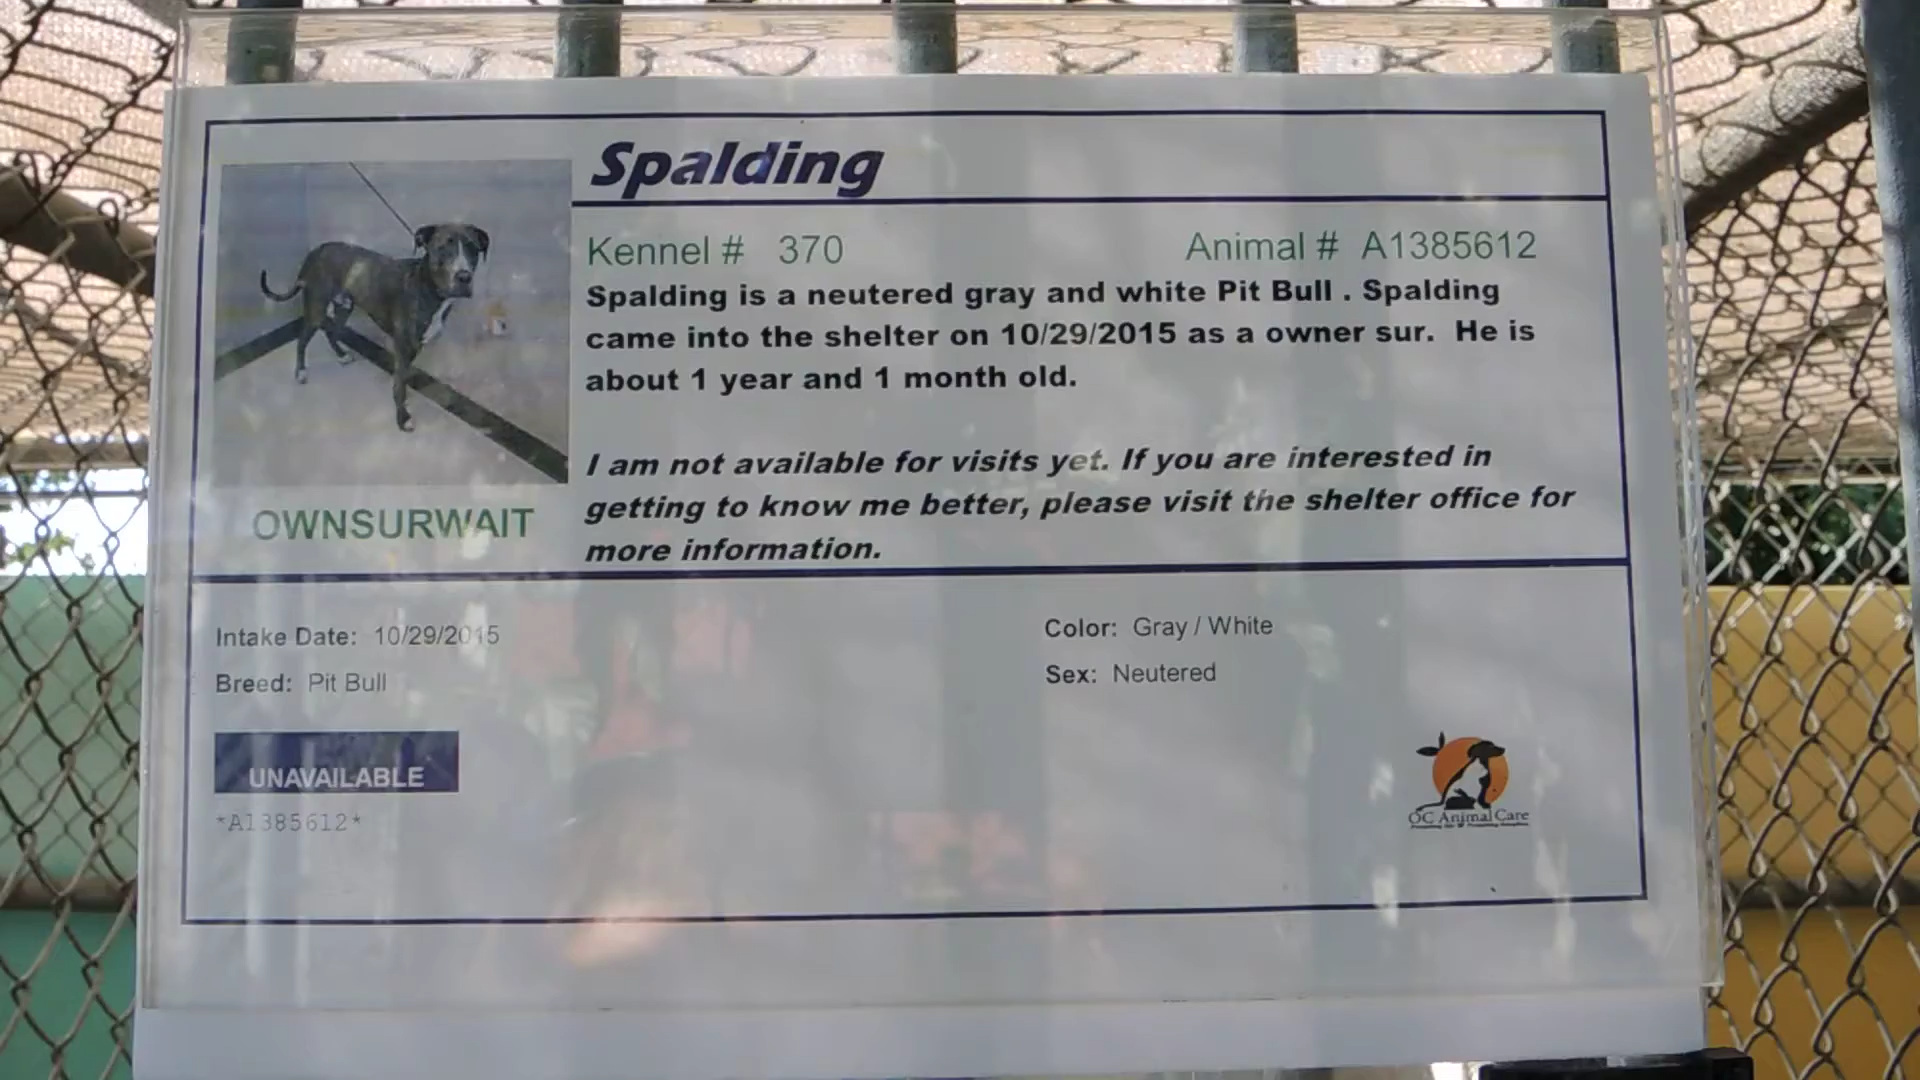 Spalding
Kennel # 370 Animal # A1385612
Spalding is a neutered gray and white Pit Bull . Spalding
came into the shelter on 10/29/2015 as a owner sur. He is
about 1 year and 1 month old.
I am not available for visits yet. If you are interested in
getting to know me better, please visit the shelter office for
more information.
OWNSURWAIT
Intake Date: 10/29/2015
Breed: Pit Bull
Color: Gray / White
Sex: Neutered
UNAVAILABLE
*A1385612*
OC Animal Care